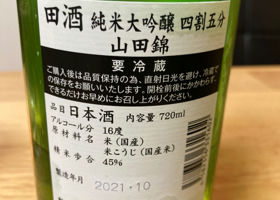 田酒 純米大吟醸 四割五分
山田錦
要冷蔵
ご購入後は品質保持の為、直射日光を避け、冷蔵で
の保存をお願いいたします。開栓前後にかかわらず、
できるだけお早めにお召し上がりください。
品目 日本酒 内容量 720ml
アルコール分 16度
原材料名 米(国産)
米こうじ(国産米)
精米歩合 45%
製造年月 2021.10